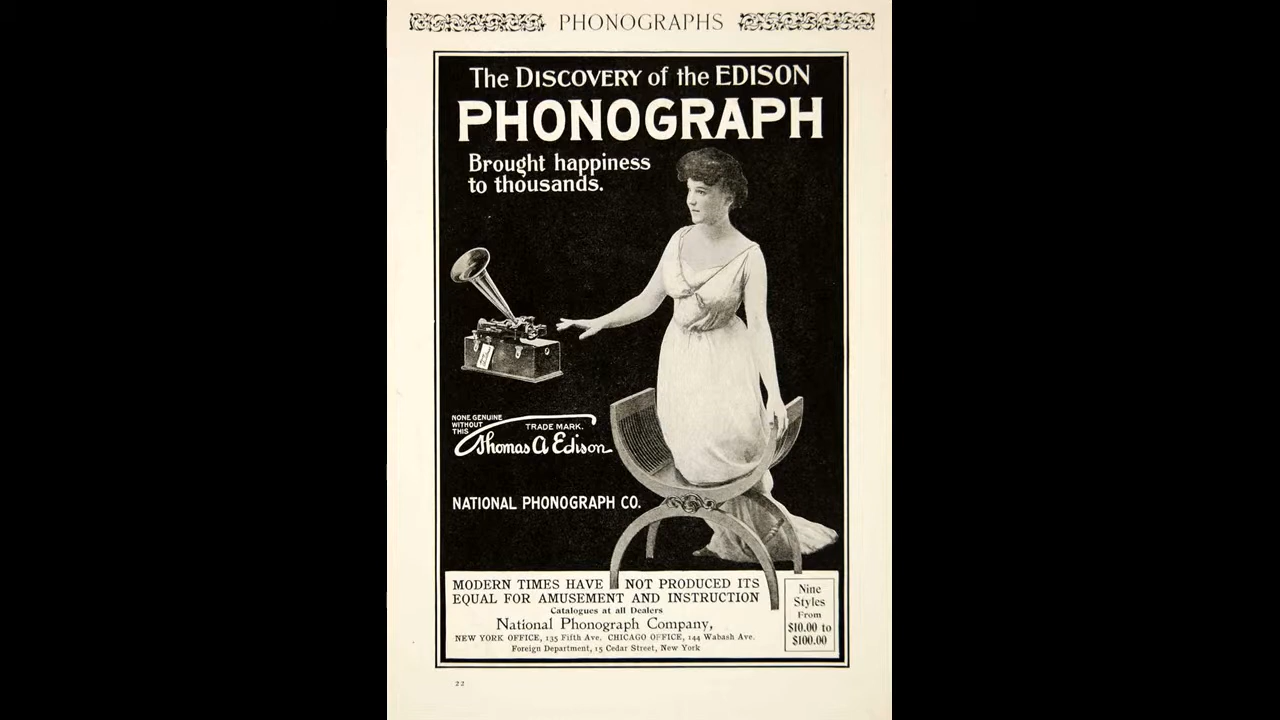 PHONOGRAPHS
The DISCOVERY of the EDISON
PHONOGRAPH
Brought happiness
to thousands.
NONE GENUINE
WITHOUT
THIS
TRADE MARK.
Thomas A Edison
NATIONAL PHONOGRAPH CO.
MODERN TIMES HAVE NOT PRODUCED ITS
EQUAL FOR AMUSEMENT AND INSTRUCTION
Catalogues at all Dealers
National Phonograph Company,
NEW YORK OFFICE, 135 Fifth Ave. CHICAGO OFFICE, 144 Wabash Ave.
Foreign Department, 15 Cedar Street, New York
Nine
Styles
From
$10.00 to
$100.00
22